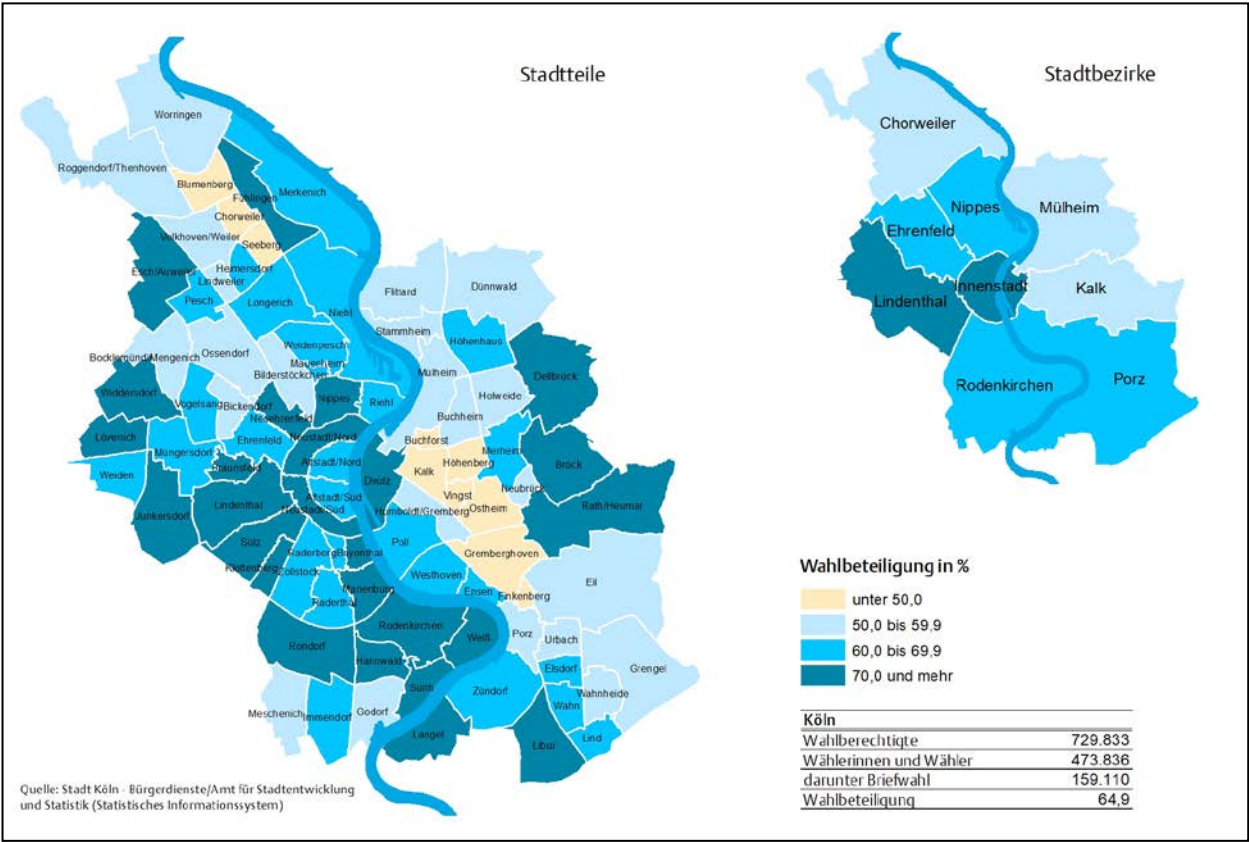 Stadtteile
Worringen
Roggendorf/Thenhoven
Blumenberg
Fühlingen
Merkenich
Chorweiler
Volkhoven/Weiler
Seeberg
Esch/Auweiler
Heimersdorf
Lindweiler
Pesch
Longerich
Niehl
Flittard
Dünnwald
Stammheim
Höhenhaus
Weidenpesch
Mauenheim
Bocklemünd/Mengenich
Ossendorf
Bilderstöckchen
Mülheim
Dellbrück
Widdersdorf
Vogelsang
Bickendorf
Nippes
Riehl
Holweide
Neuehrenfeld
Buchheim
Lövenich
Ehrenfeld
Neustadt/Nord
Buchforst
Müngersdorf
Merheim
Weiden
Braunsfeld
Altstadt/Nord
Kalk
Höhenberg
Brück
Deutz
Neubrück
Junkersdorf
Lindenthal
Altstadt/Süd
Neustadt/Süd
Vingst
Ostheim
Humboldt/Gremberg
Rath/Heumar
Sülz
Poll
Raderberg
Bayenthal
Gremberghoven
Klettenberg
Zollstock
Westhoven
Eil
Marienburg
Ensen
Finkenberg
Raderthal
Rodenkirchen
Weiß
Porz
Urbach
Rondorf
Hahnwald
Elsdorf
Grengel
Sürth
Zündorf
Wahnheide
Meschenich
Immendorf
Godorf
Wahn
Langel
Libur
Lind
Quelle: Stadt Köln - Bürgerdienste/Amt für Stadtentwicklung
und Statistik (Statistisches Informationssystem)
Stadtbezirke
Chorweiler
Nippes
Mülheim
Ehrenfeld
Innenstadt
Kalk
Lindenthal
Rodenkirchen
Porz
Wahlbeteiligung in %
unter 50,0
50,0 bis 59,9
60,0 bis 69,9
70,0 und mehr
Köln
Wahlberechtigte 729.833
Wählerinnen und Wähler 473.836
darunter Briefwahl 159.110
Wahlbeteiligung 64,9